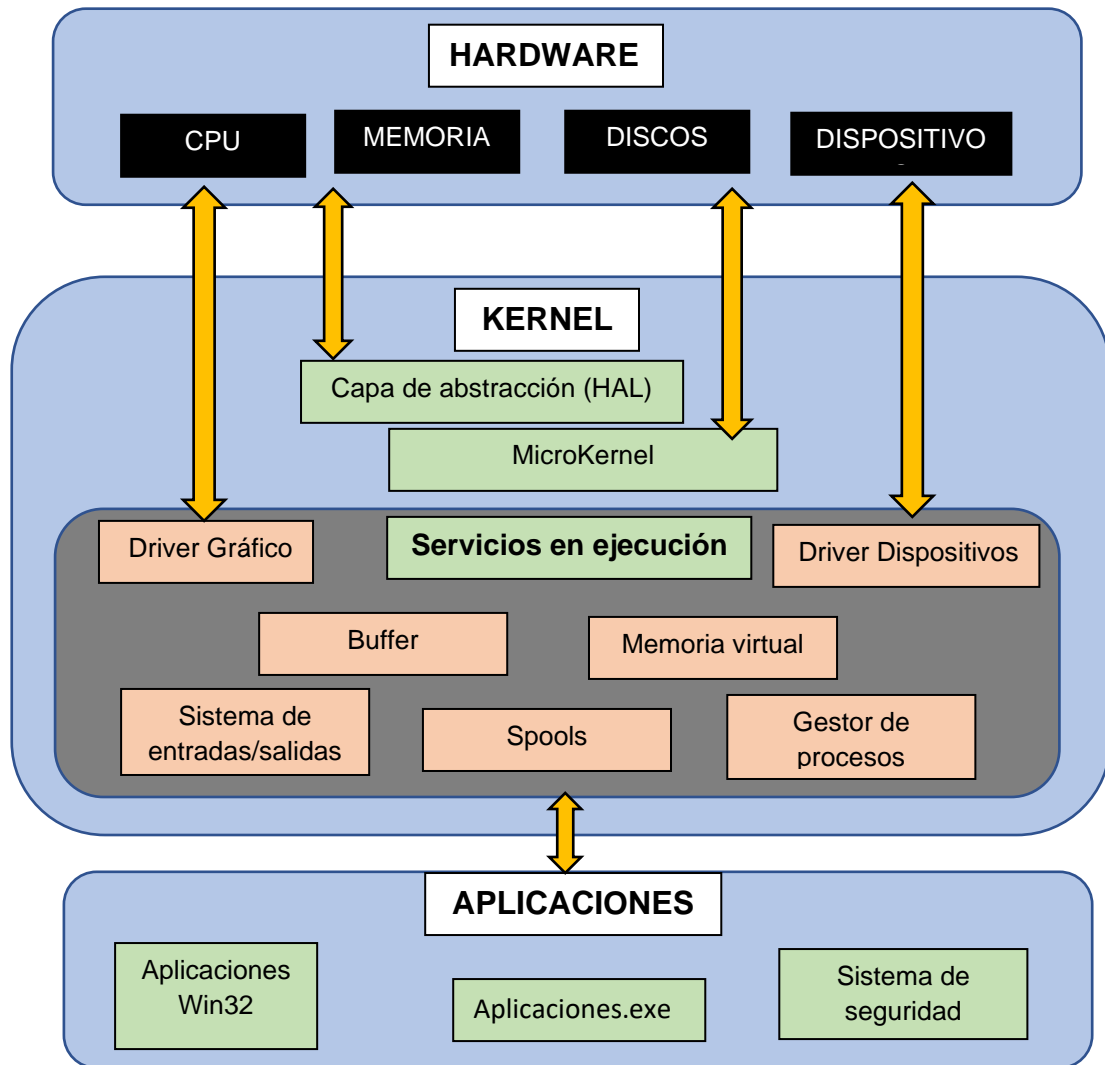 HARDWARE
CPU
MEMORIA
DISCOS
DISPOSITIVO
KERNEL
Capa de abstracción (HAL)
MicroKernel
Driver Gráfico
Servicios en ejecución
Driver Dispositivos
Buffer
Memoria virtual
Sistema de
entradas/salidas
Spools
Gestor de
procesos
APLICACIONES
Aplicaciones
Win32
Aplicaciones.exe
Sistema de
seguridad